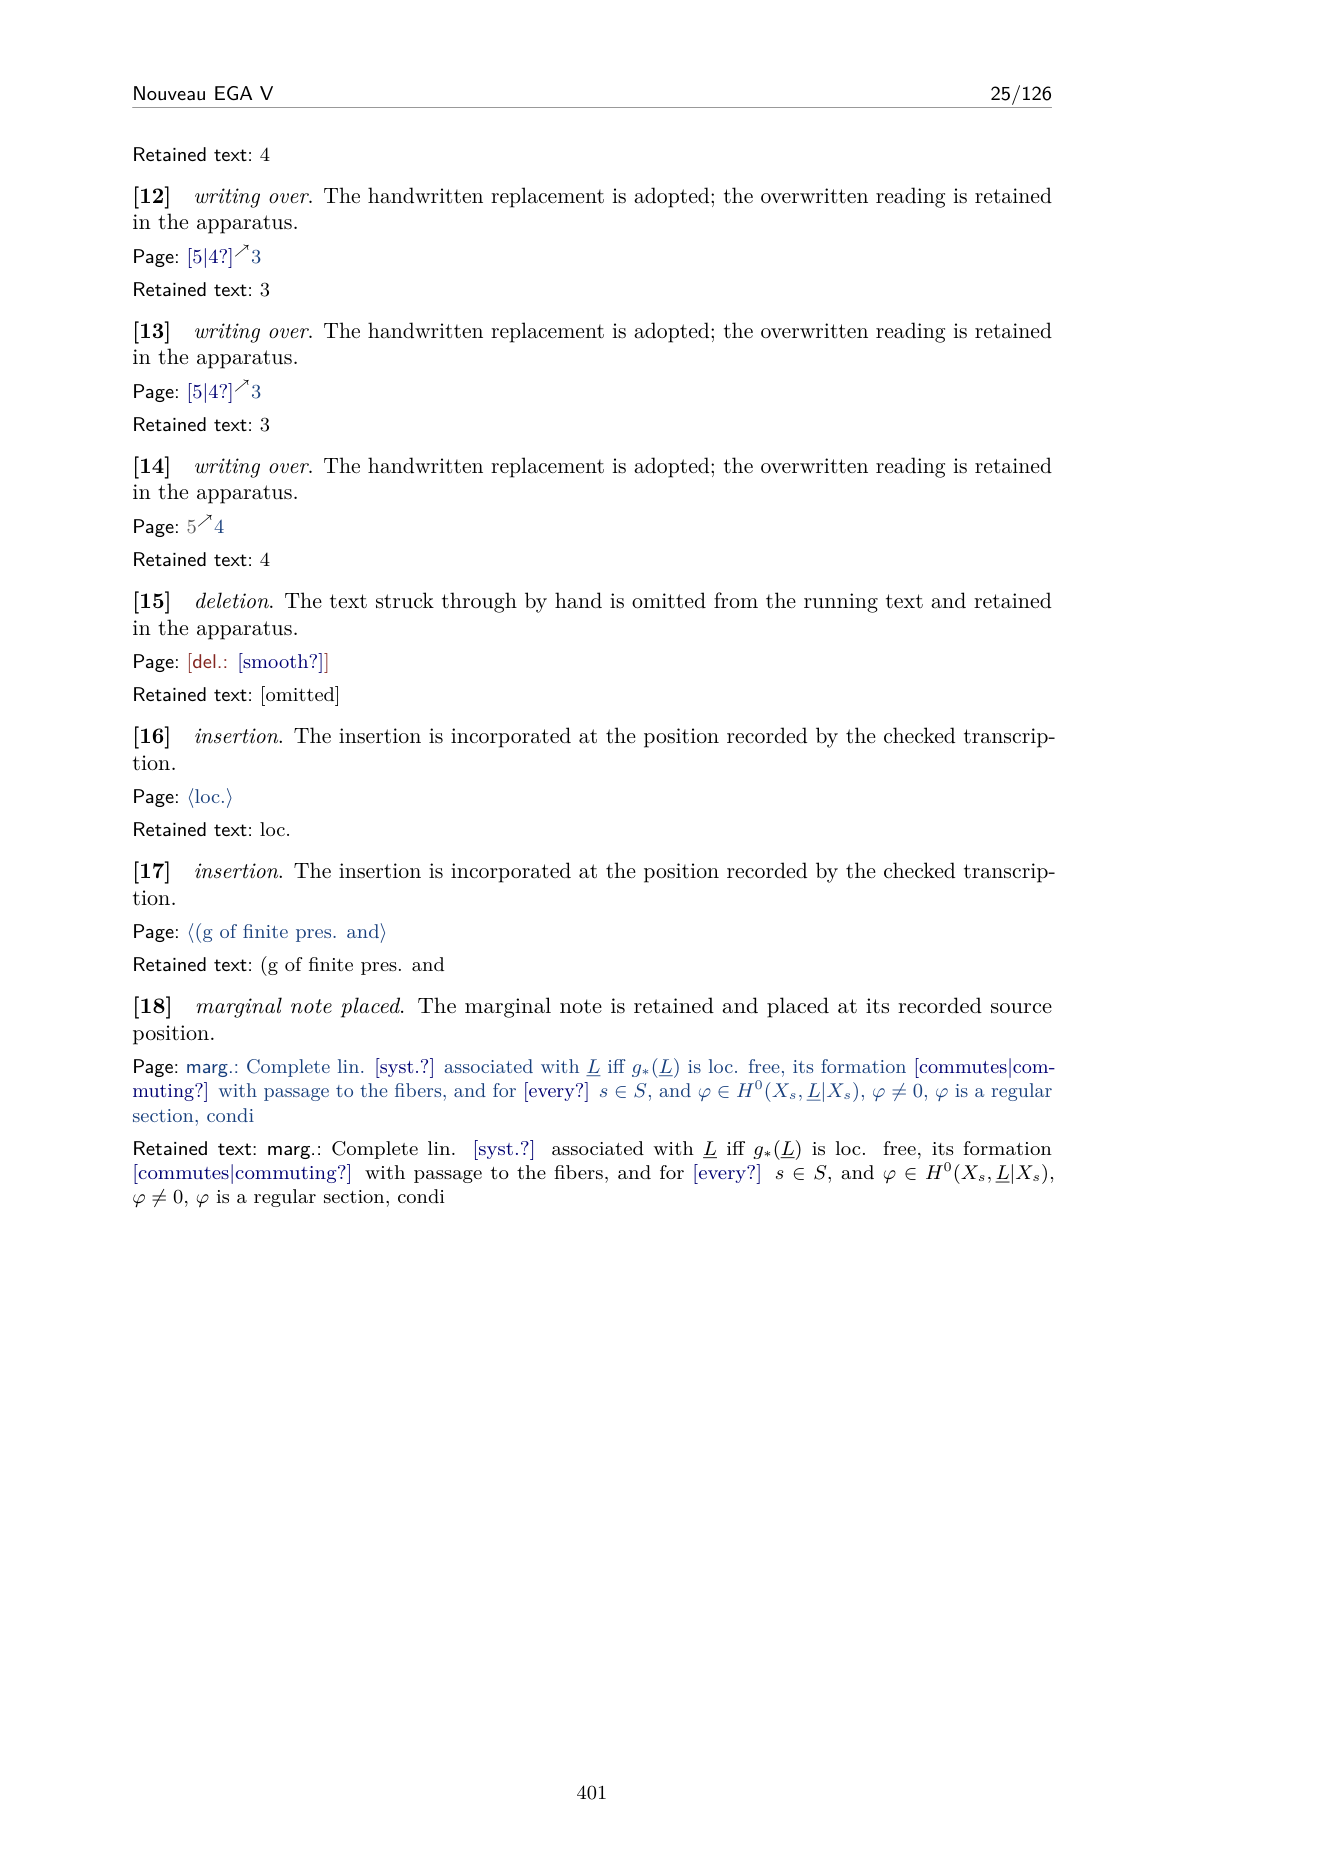 Nouveau EGA V 25/126
Retained text: 4
[12] writing over. The handwritten replacement is adopted; the overwritten reading is retained
in the apparatus.
Page: [5|4?]↗3
Retained text: 3
[13] writing over. The handwritten replacement is adopted; the overwritten reading is retained
in the apparatus.
Page: [5|4?]↗3
Retained text: 3
[14] writing over. The handwritten replacement is adopted; the overwritten reading is retained
in the apparatus.
Page: 5↗4
Retained text: 4
[15] deletion. The text struck through by hand is omitted from the running text and retained
in the apparatus.
Page: [del.: [smooth?]]
Retained text: [omitted]
[16] insertion. The insertion is incorporated at the position recorded by the checked transcrip-
tion.
Page: ⟨loc.⟩
Retained text: loc.
[17] insertion. The insertion is incorporated at the position recorded by the checked transcrip-
tion.
Page: ⟨(g of finite pres. and⟩
Retained text: (g of finite pres. and
[18] marginal note placed. The marginal note is retained and placed at its recorded source
position.
Page: marg.: Complete lin. [syst.?] associated with L iff g∗(L) is loc. free, its formation [commutes|com-
muting?] with passage to the fibers, and for [every?] s ∈ S, and φ ∈ H⁰(Xₛ, L|Xₛ), φ ≠ 0, φ is a regular
section, condi
Retained text: marg.: Complete lin. [syst.?] associated with L iff g∗(L) is loc. free, its formation
[commutes|commuting?] with passage to the fibers, and for [every?] s ∈ S, and φ ∈ H⁰(Xₛ, L|Xₛ),
φ ≠ 0, φ is a regular section, condi
401